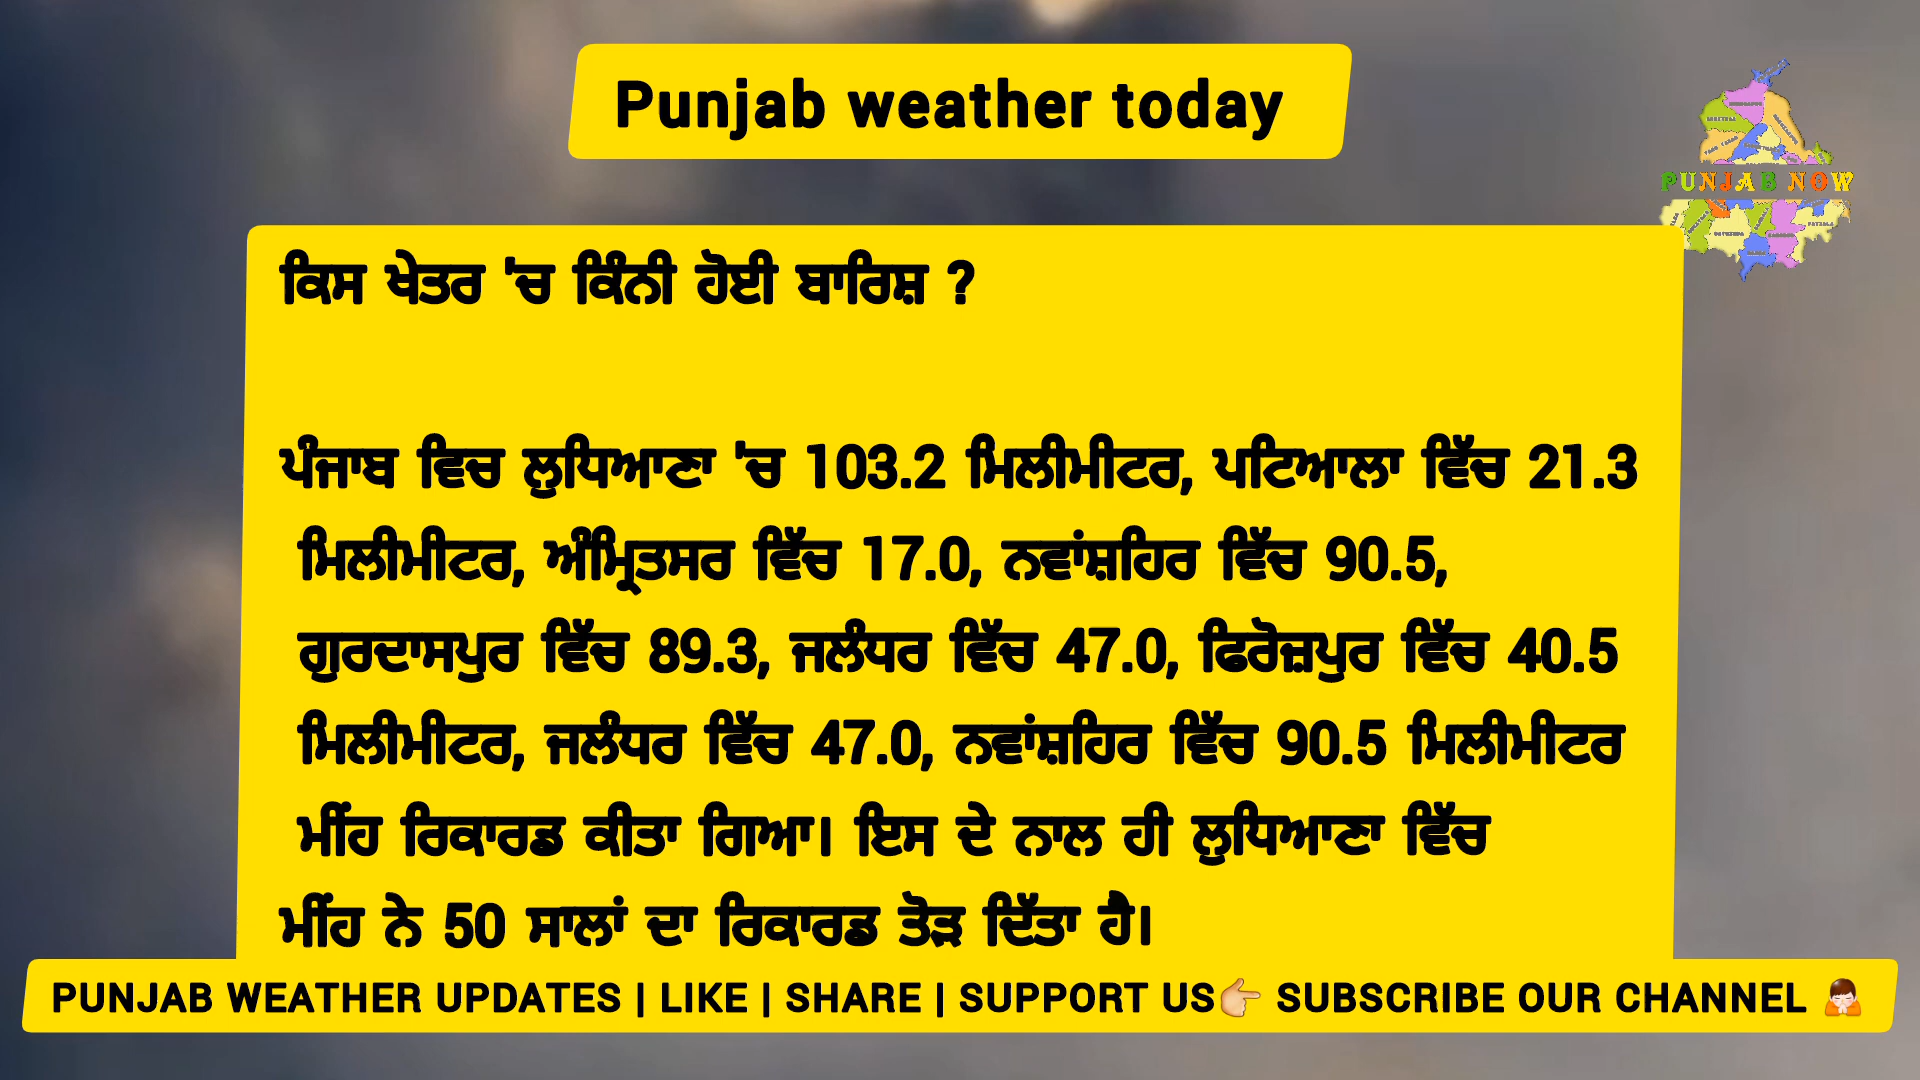 Punjab weather today
PUNJAB NOW
ਕਿਸ ਖੇਤਰ 'ਚ ਕਿੰਨੀ ਹੋਈ ਬਾਰਿਸ਼ ?
ਪੰਜਾਬ ਵਿਚ ਲੁਧਿਆਣਾ 'ਚ 103.2 ਮਿਲੀਮੀਟਰ, ਪਟਿਆਲਾ ਵਿੱਚ 21.3
ਮਿਲੀਮੀਟਰ, ਅੰਮ੍ਰਿਤਸਰ ਵਿੱਚ 17.0, ਨਵਾਂਸ਼ਹਿਰ ਵਿੱਚ 90.5,
ਗੁਰਦਾਸਪੁਰ ਵਿੱਚ 89.3, ਜਲੰਧਰ ਵਿੱਚ 47.0, ਫਿਰੋਜ਼ਪੁਰ ਵਿੱਚ 40.5
ਮਿਲੀਮੀਟਰ, ਜਲੰਧਰ ਵਿੱਚ 47.0, ਨਵਾਂਸ਼ਹਿਰ ਵਿੱਚ 90.5 ਮਿਲੀਮੀਟਰ
ਮੀਂਹ ਰਿਕਾਰਡ ਕੀਤਾ ਗਿਆ। ਇਸ ਦੇ ਨਾਲ ਹੀ ਲੁਧਿਆਣਾ ਵਿੱਚ
ਮੀਂਹ ਨੇ 50 ਸਾਲਾਂ ਦਾ ਰਿਕਾਰਡ ਤੋੜ ਦਿੱਤਾ ਹੈ।
PUNJAB WEATHER UPDATES | LIKE | SHARE | SUPPORT US👉 SUBSCRIBE OUR CHANNEL 🙏